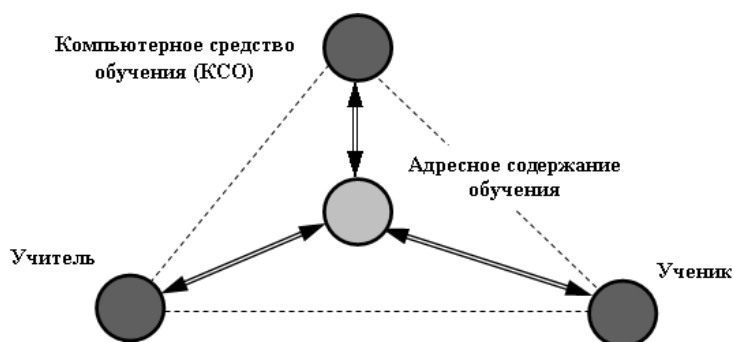 Компьютерное средство
обучения (КСО)
Адресное содержание
обучения
Учитель
Ученик